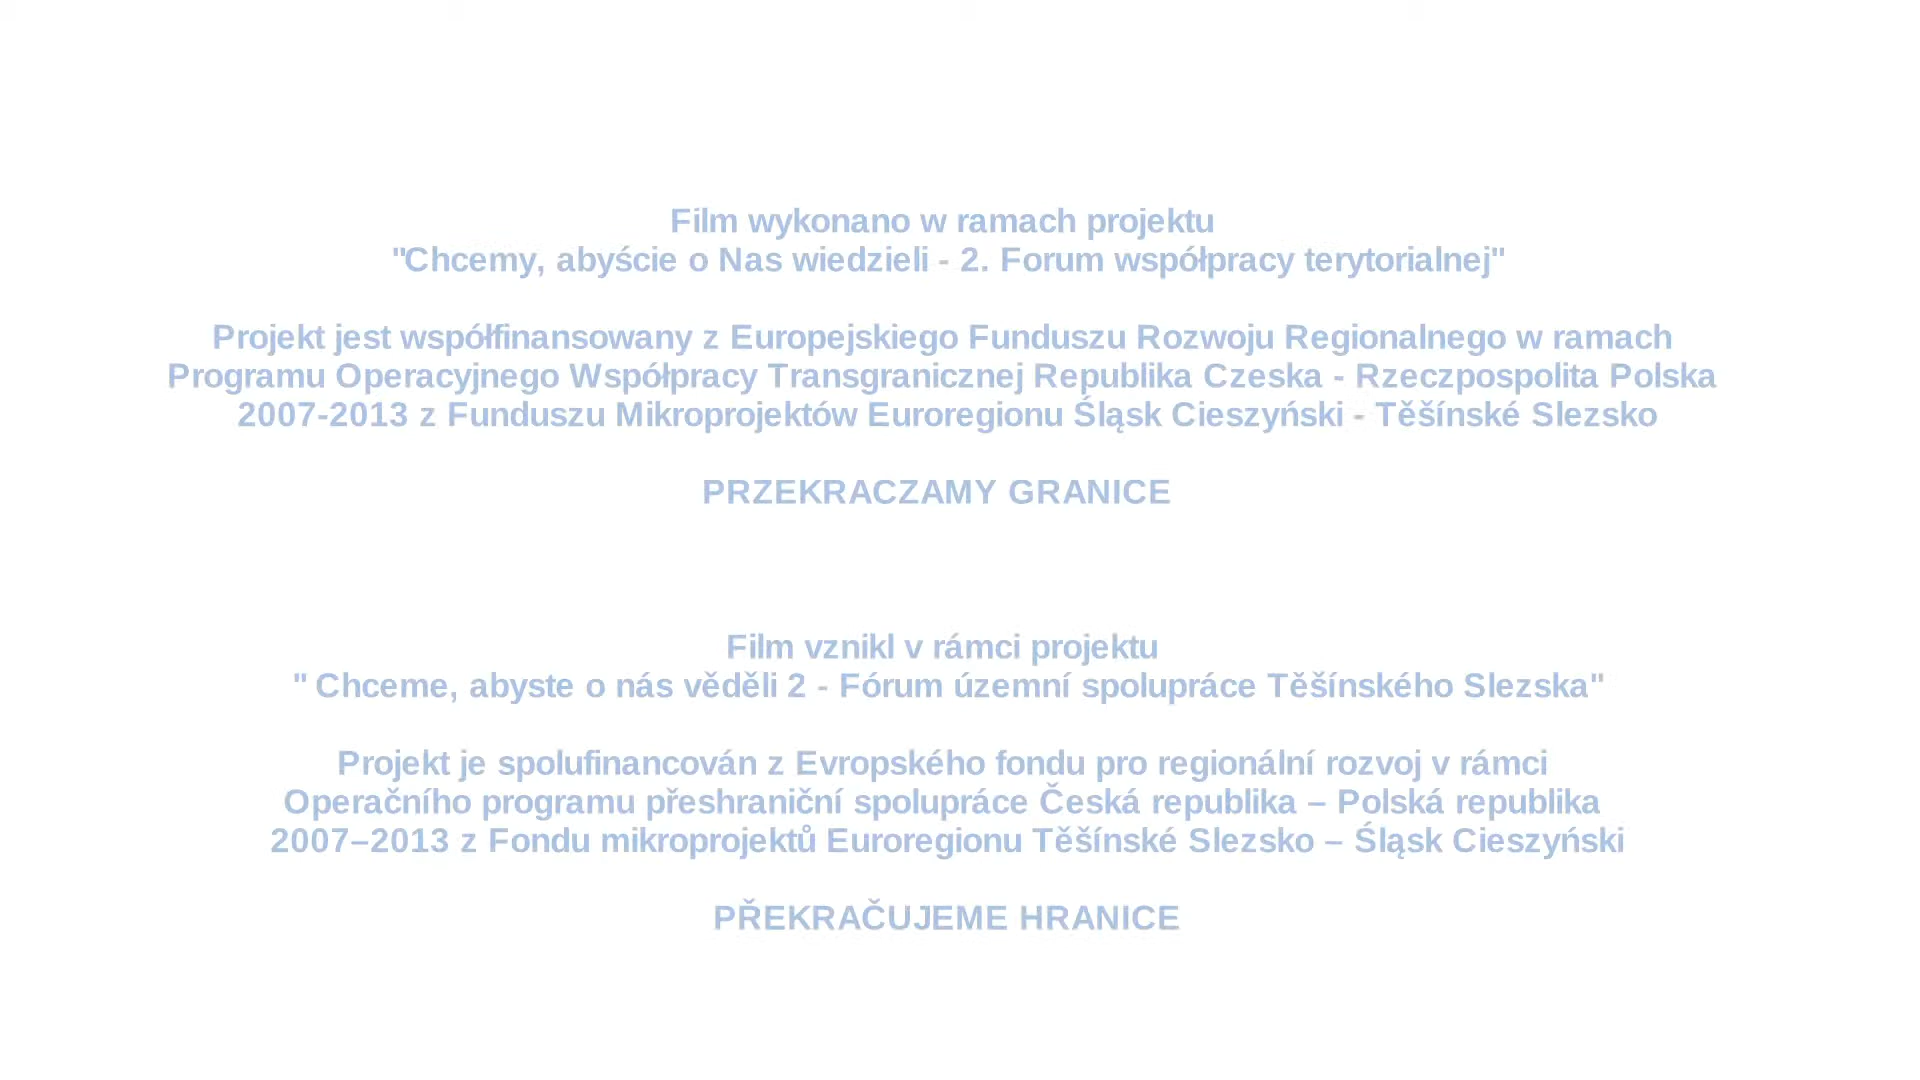 Film wykonano w ramach projektu
"Chcemy, abyście o Nas wiedzieli - 2. Forum współpracy terytorialnej"
Projekt jest współfinansowany z Europejskiego Funduszu Rozwoju Regionalnego w ramach
Programu Operacyjnego Współpracy Transgranicznej Republika Czeska - Rzeczpospolita Polska
2007-2013 z Funduszu Mikroprojektów Euroregionu Śląsk Cieszyński - Těšínské Slezsko
PRZEKRACZAMY GRANICE
Film vznikl v rámci projektu
" Chceme, abyste o nás věděli 2 - Fórum územní spolupráce Těšínského Slezska"
Projekt je spolufinancován z Evropského fondu pro regionální rozvoj v rámci
Operačního programu přeshraniční spolupráce Česká republika – Polská republika
2007–2013 z Fondu mikroprojektů Euroregionu Těšínské Slezsko – Śląsk Cieszyński
PŘEKRAČUJEME HRANICE